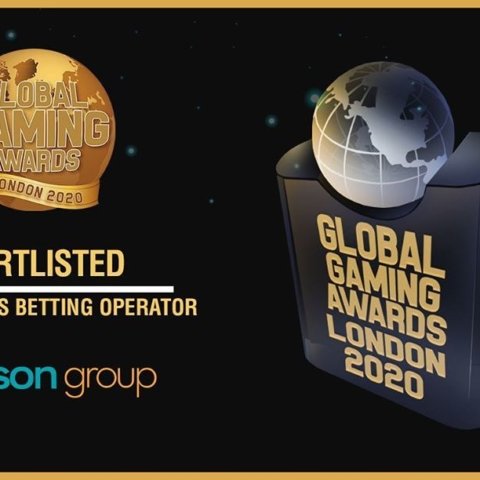 GLOBAL
GAMING
AWARDS
LONDON 2020
RTLISTED
S BETTING OPERATOR
son group
GLOBAL
GAMING
AWARDS
LONDON
2020